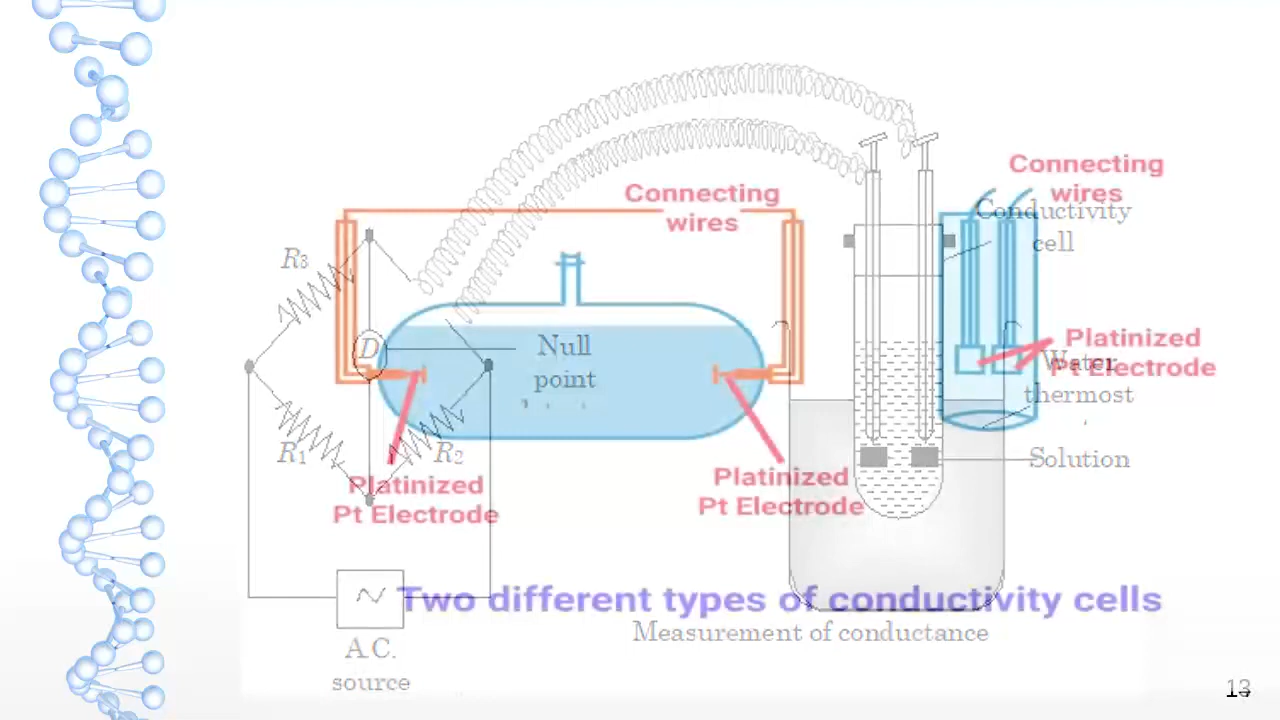 Connecting
wires
Connecting
wires
Conductivity
cell
R3
D
Null
point
Platinized
Pt Electrode
Water
thermost
R1
R2
Solution
Platinized
Pt Electrode
Platinized
Pt Electrode
Two different types of conductivity cells
Measurement of conductance
A.C.
source